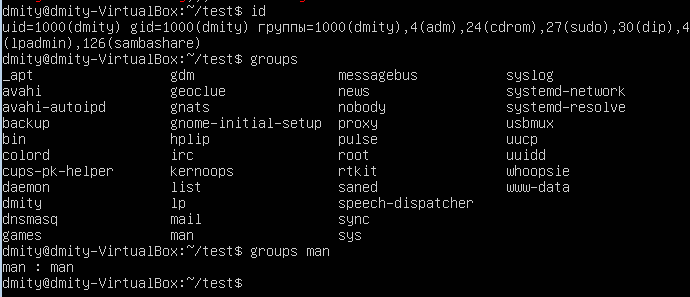 dmity@dmity-VirtualBox:~/test$ id
uid=1000(dmity) gid=1000(dmity) группы=1000(dmity),4(adm),24(cdrom),27(sudo),30(dip),4
(lpadmin),126(sambashare)
dmity@dmity-VirtualBox:~/test$ groups
_apt gdm messagebus syslog
avahi geoclue news systemd-network
avahi-autoipd gnats nobody systemd-resolve
backup gnome-initial-setup proxy usbmux
bin hplip pulse uucp
colord irc root uuidd
cups-pk-helper kernoops rtkit whoopsie
daemon list saned www-data
dmity lp speech-dispatcher
dnsmasq mail sync
games man sys
dmity@dmity-VirtualBox:~/test$ groups man
man : man
dmity@dmity-VirtualBox:~/test$